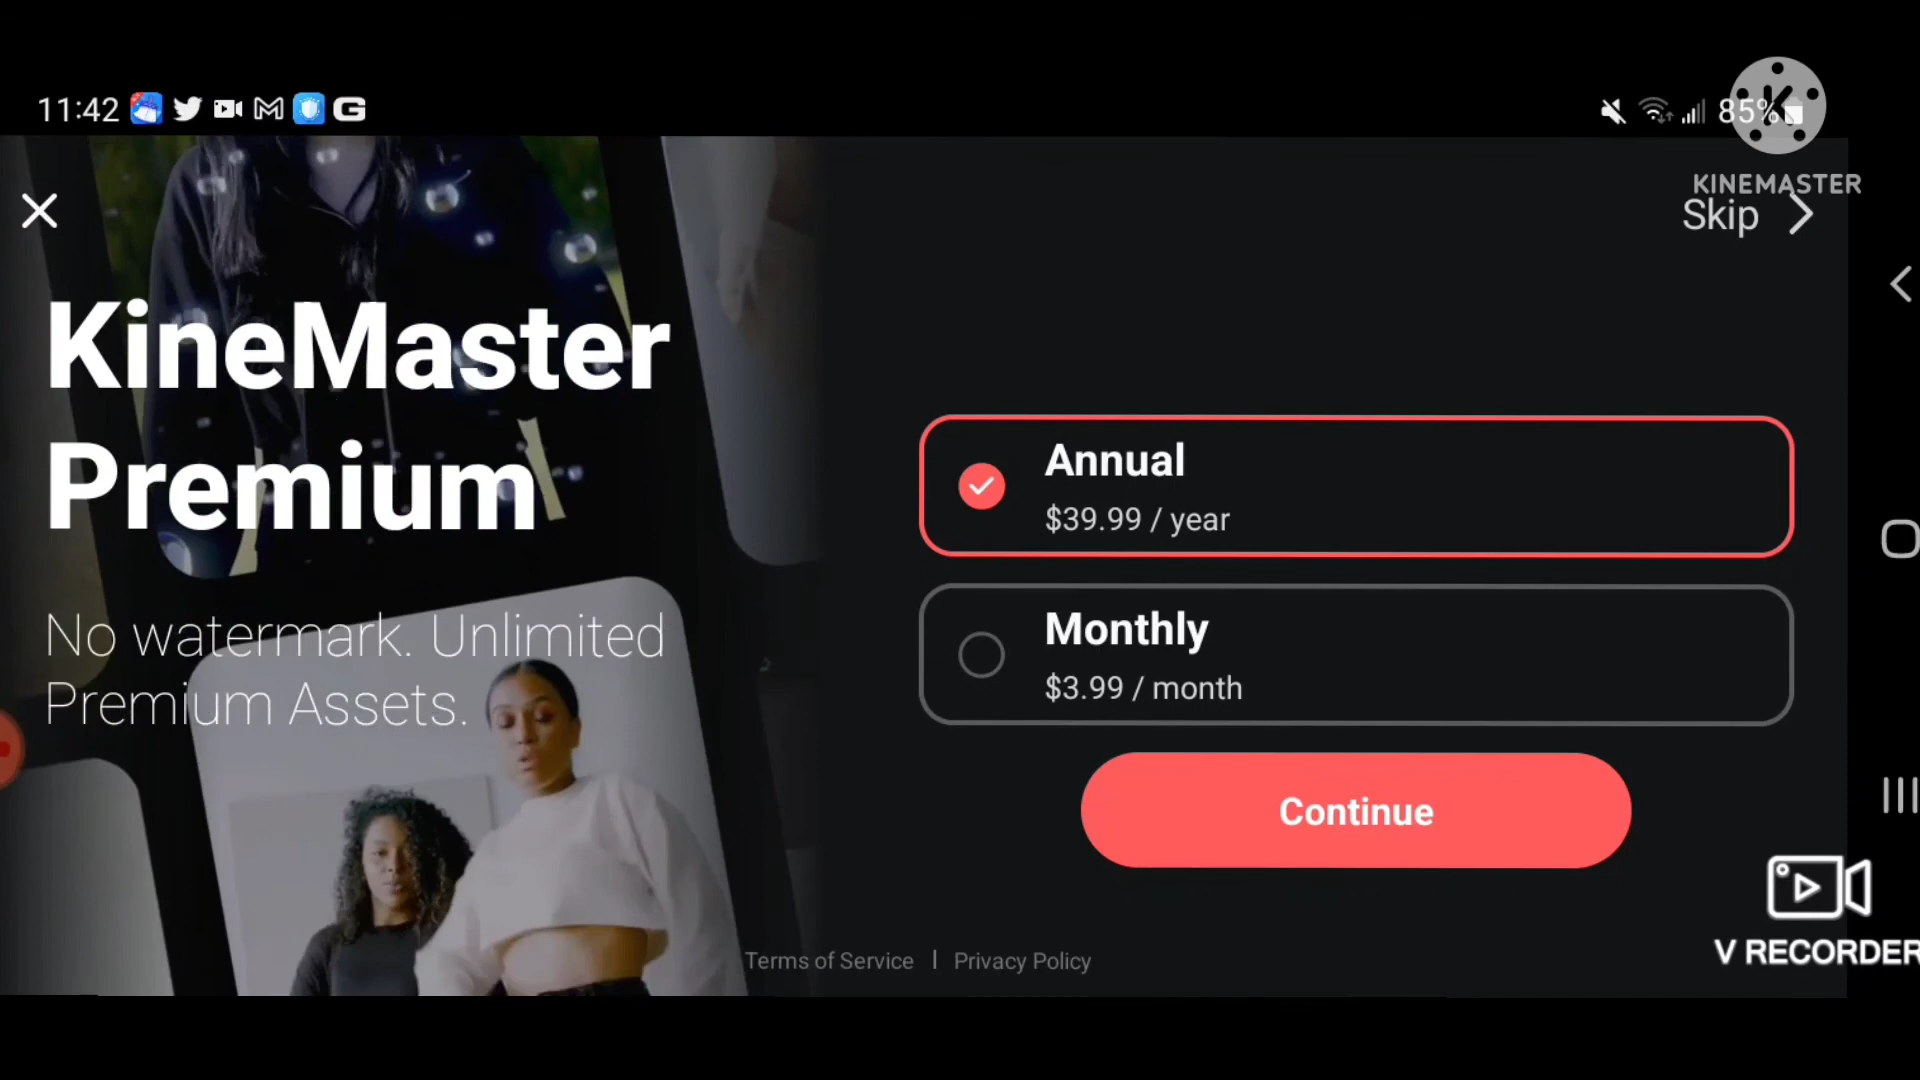 11:42
85%
KINEMASTER
Skip
KineMaster
Premium
No watermark. Unlimited
Premium Assets.
Annual
$39.99 / year
Monthly
$3.99 / month
Continue
V RECORDER
Terms of Service | Privacy Policy